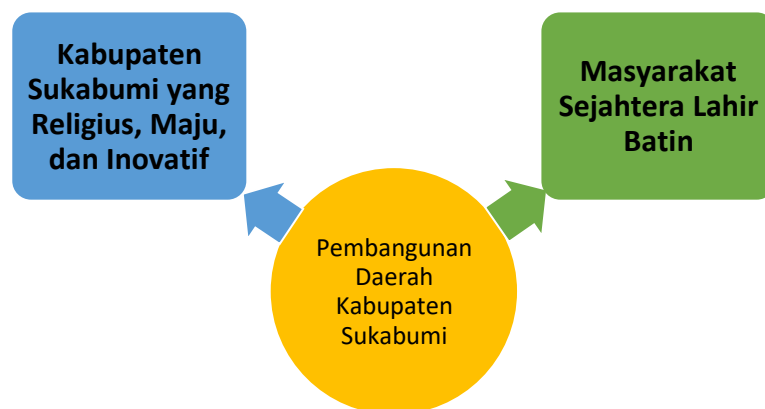 Kabupaten
Sukabumi yang
Religius, Maju,
dan Inovatif
Masyarakat
Sejahtera Lahir
Batin
Pembangunan
Daerah
Kabupaten
Sukabumi